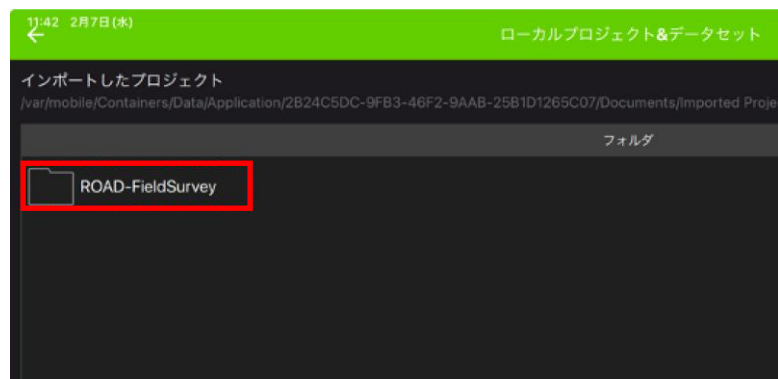 11:42 2月7日(水)
ローカルプロジェクト&データセット
インポートしたプロジェクト
/var/mobile/Containers/Data/Application/2B24C5DC-9FB3-46F2-9AAB-25B1D1265C07/Documents/Imported Proje
フォルダ
ROAD-FieldSurvey